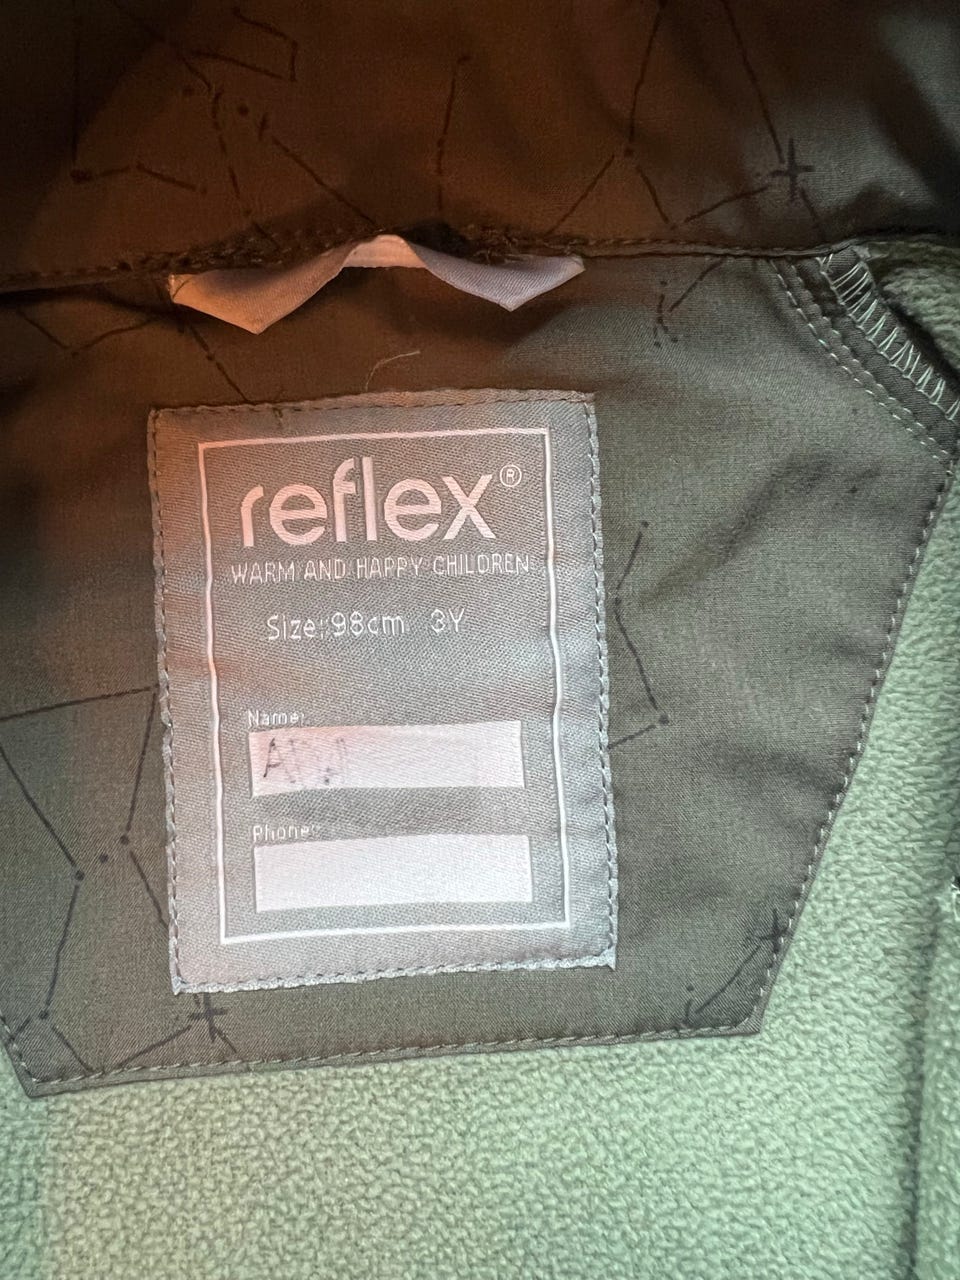 reflex®
WARM AND HAPPY CHILDREN
Size:98cm 3Y
Name:
Phone: